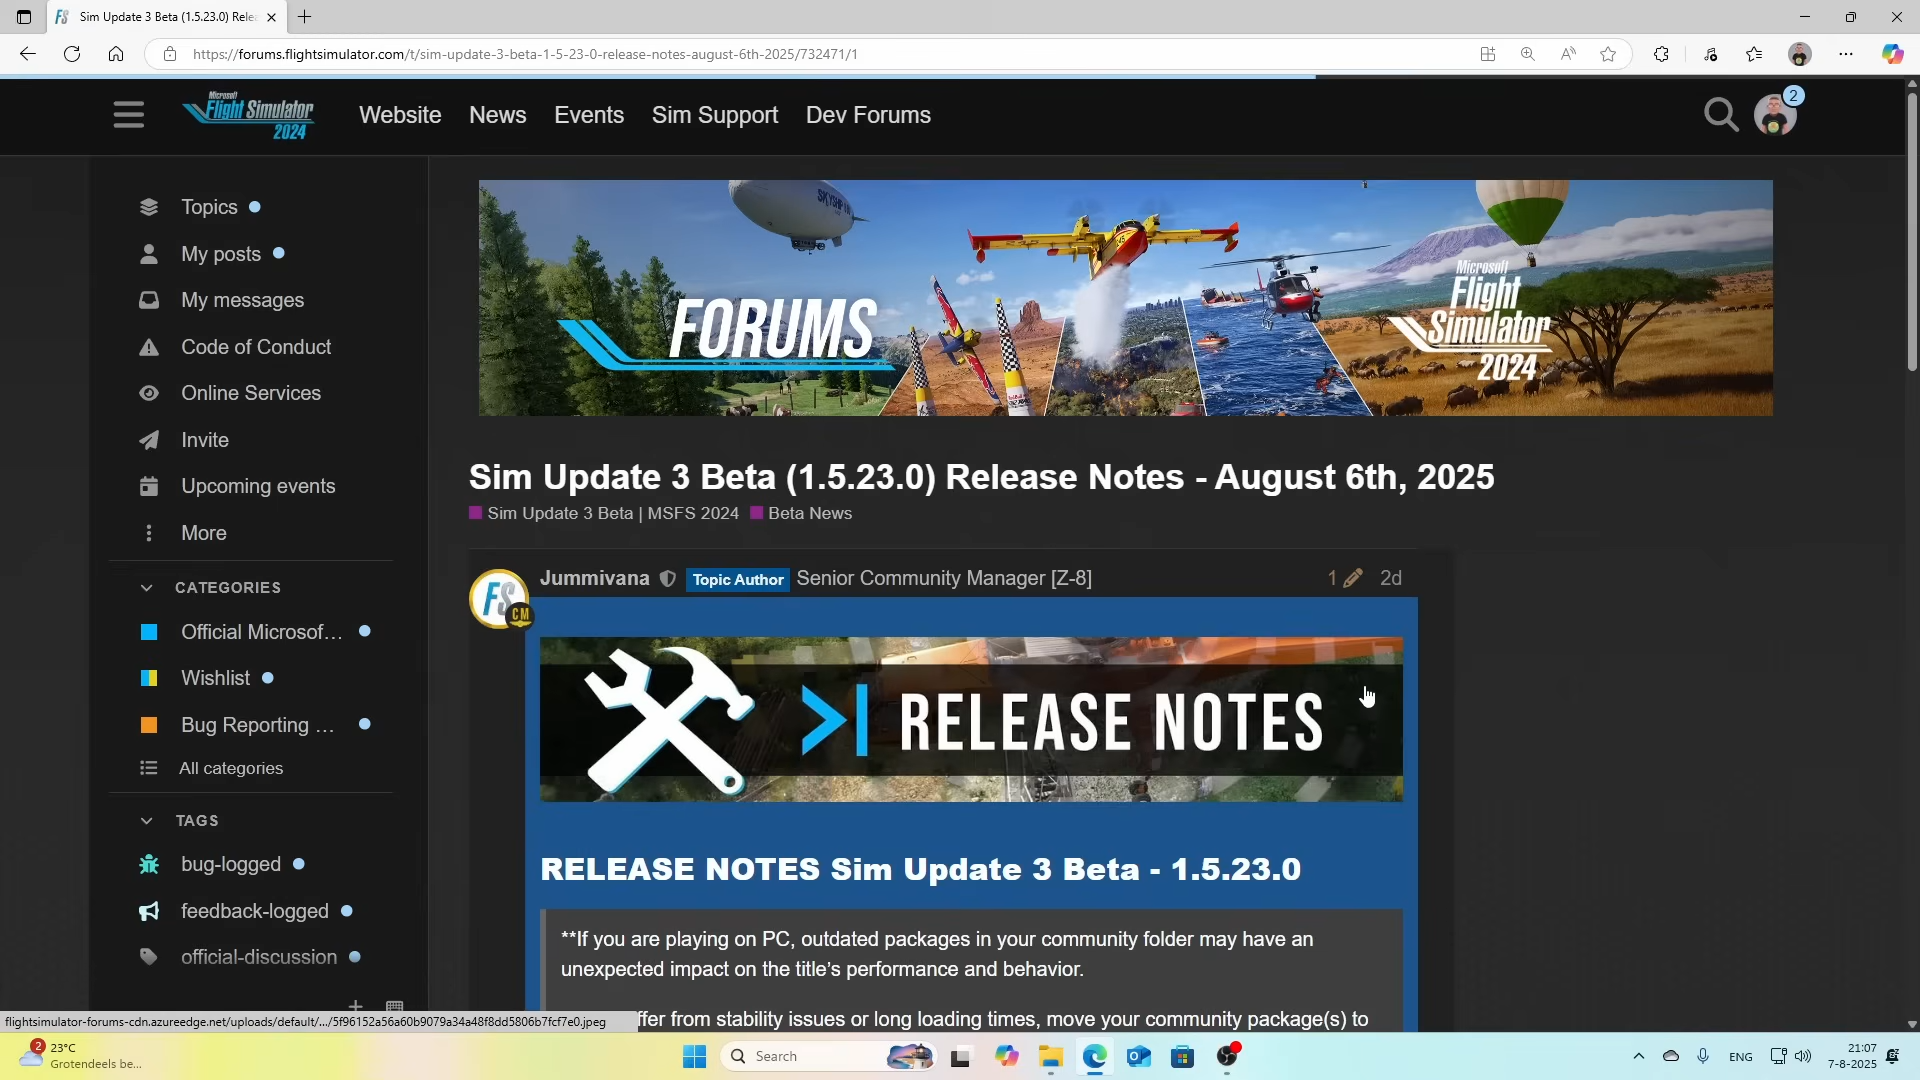 Sim Update 3 Beta (1.5.23.0) Rele
https://forums.flightsimulator.com/t/sim-update-3-beta-1-5-23-0-release-notes-august-6th-2025/732471/1
Microsoft
Flight Simulator
2024
Website
News
Events
Sim Support
Dev Forums
2
Topics
My posts
My messages
Code of Conduct
Online Services
Invite
Upcoming events
More
CATEGORIES
Official Microsof...
Wishlist
Bug Reporting ...
All categories
TAGS
bug-logged
feedback-logged
official-discussion
SKYSHIP
FORUMS
Microsoft
Flight
Simulator
2024
Sim Update 3 Beta (1.5.23.0) Release Notes - August 6th, 2025
Sim Update 3 Beta | MSFS 2024
Beta News
FS
CM
Jummivana
Topic Author
Senior Community Manager [Z-8]
1
2d
RELEASE NOTES
RELEASE NOTES Sim Update 3 Beta - 1.5.23.0
**If you are playing on PC, outdated packages in your community folder may have an
unexpected impact on the title's performance and behavior.
ffer from stability issues or long loading times, move your community package(s) to
flightsimulator-forums-cdn.azureedge.net/uploads/default/.../5f96152a56a60b9079a34a48f8dd5806b7fcf7e0.jpeg
2
23°C
Grotendeels be...
Search
ENG
21:07
7-8-2025